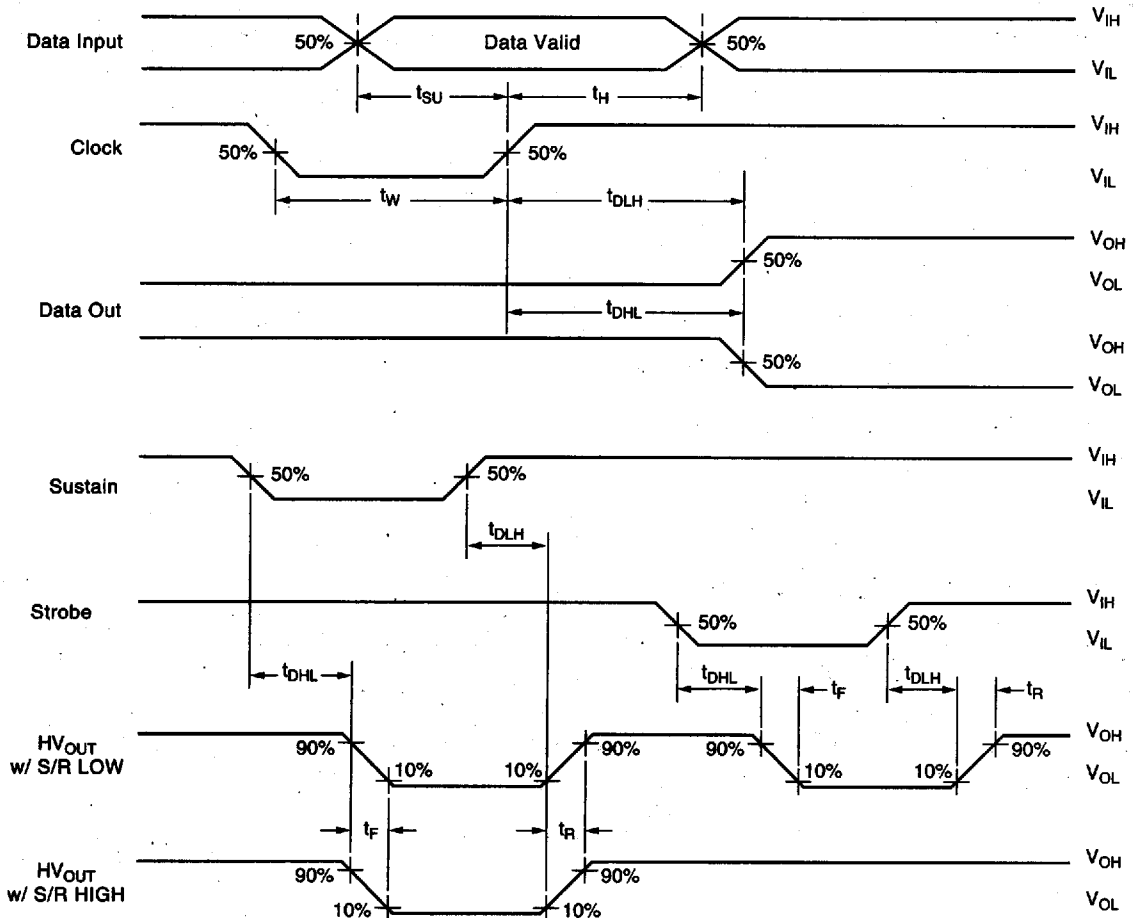 Data Input 50% Data Valid 50% V_IH
V_IL
t_SU t_H
Clock 50% 50% V_IH
V_IL
t_W t_DLH
Data Out 50% V_OH
V_OL
t_DHL
50% V_OH
V_OL
Sustain 50% 50% V_IH
V_IL
t_DLH
Strobe 50% 50% V_IH
V_IL
t_DHL t_DHL t_F t_DLH t_R
HV_OUT
w/ S/R LOW
90% 90% 90% 90% V_OH
10% 10% 10% 10% V_OL
t_F t_R
HV_OUT
w/ S/R HIGH
90% 90% V_OH
10% 10% V_OL